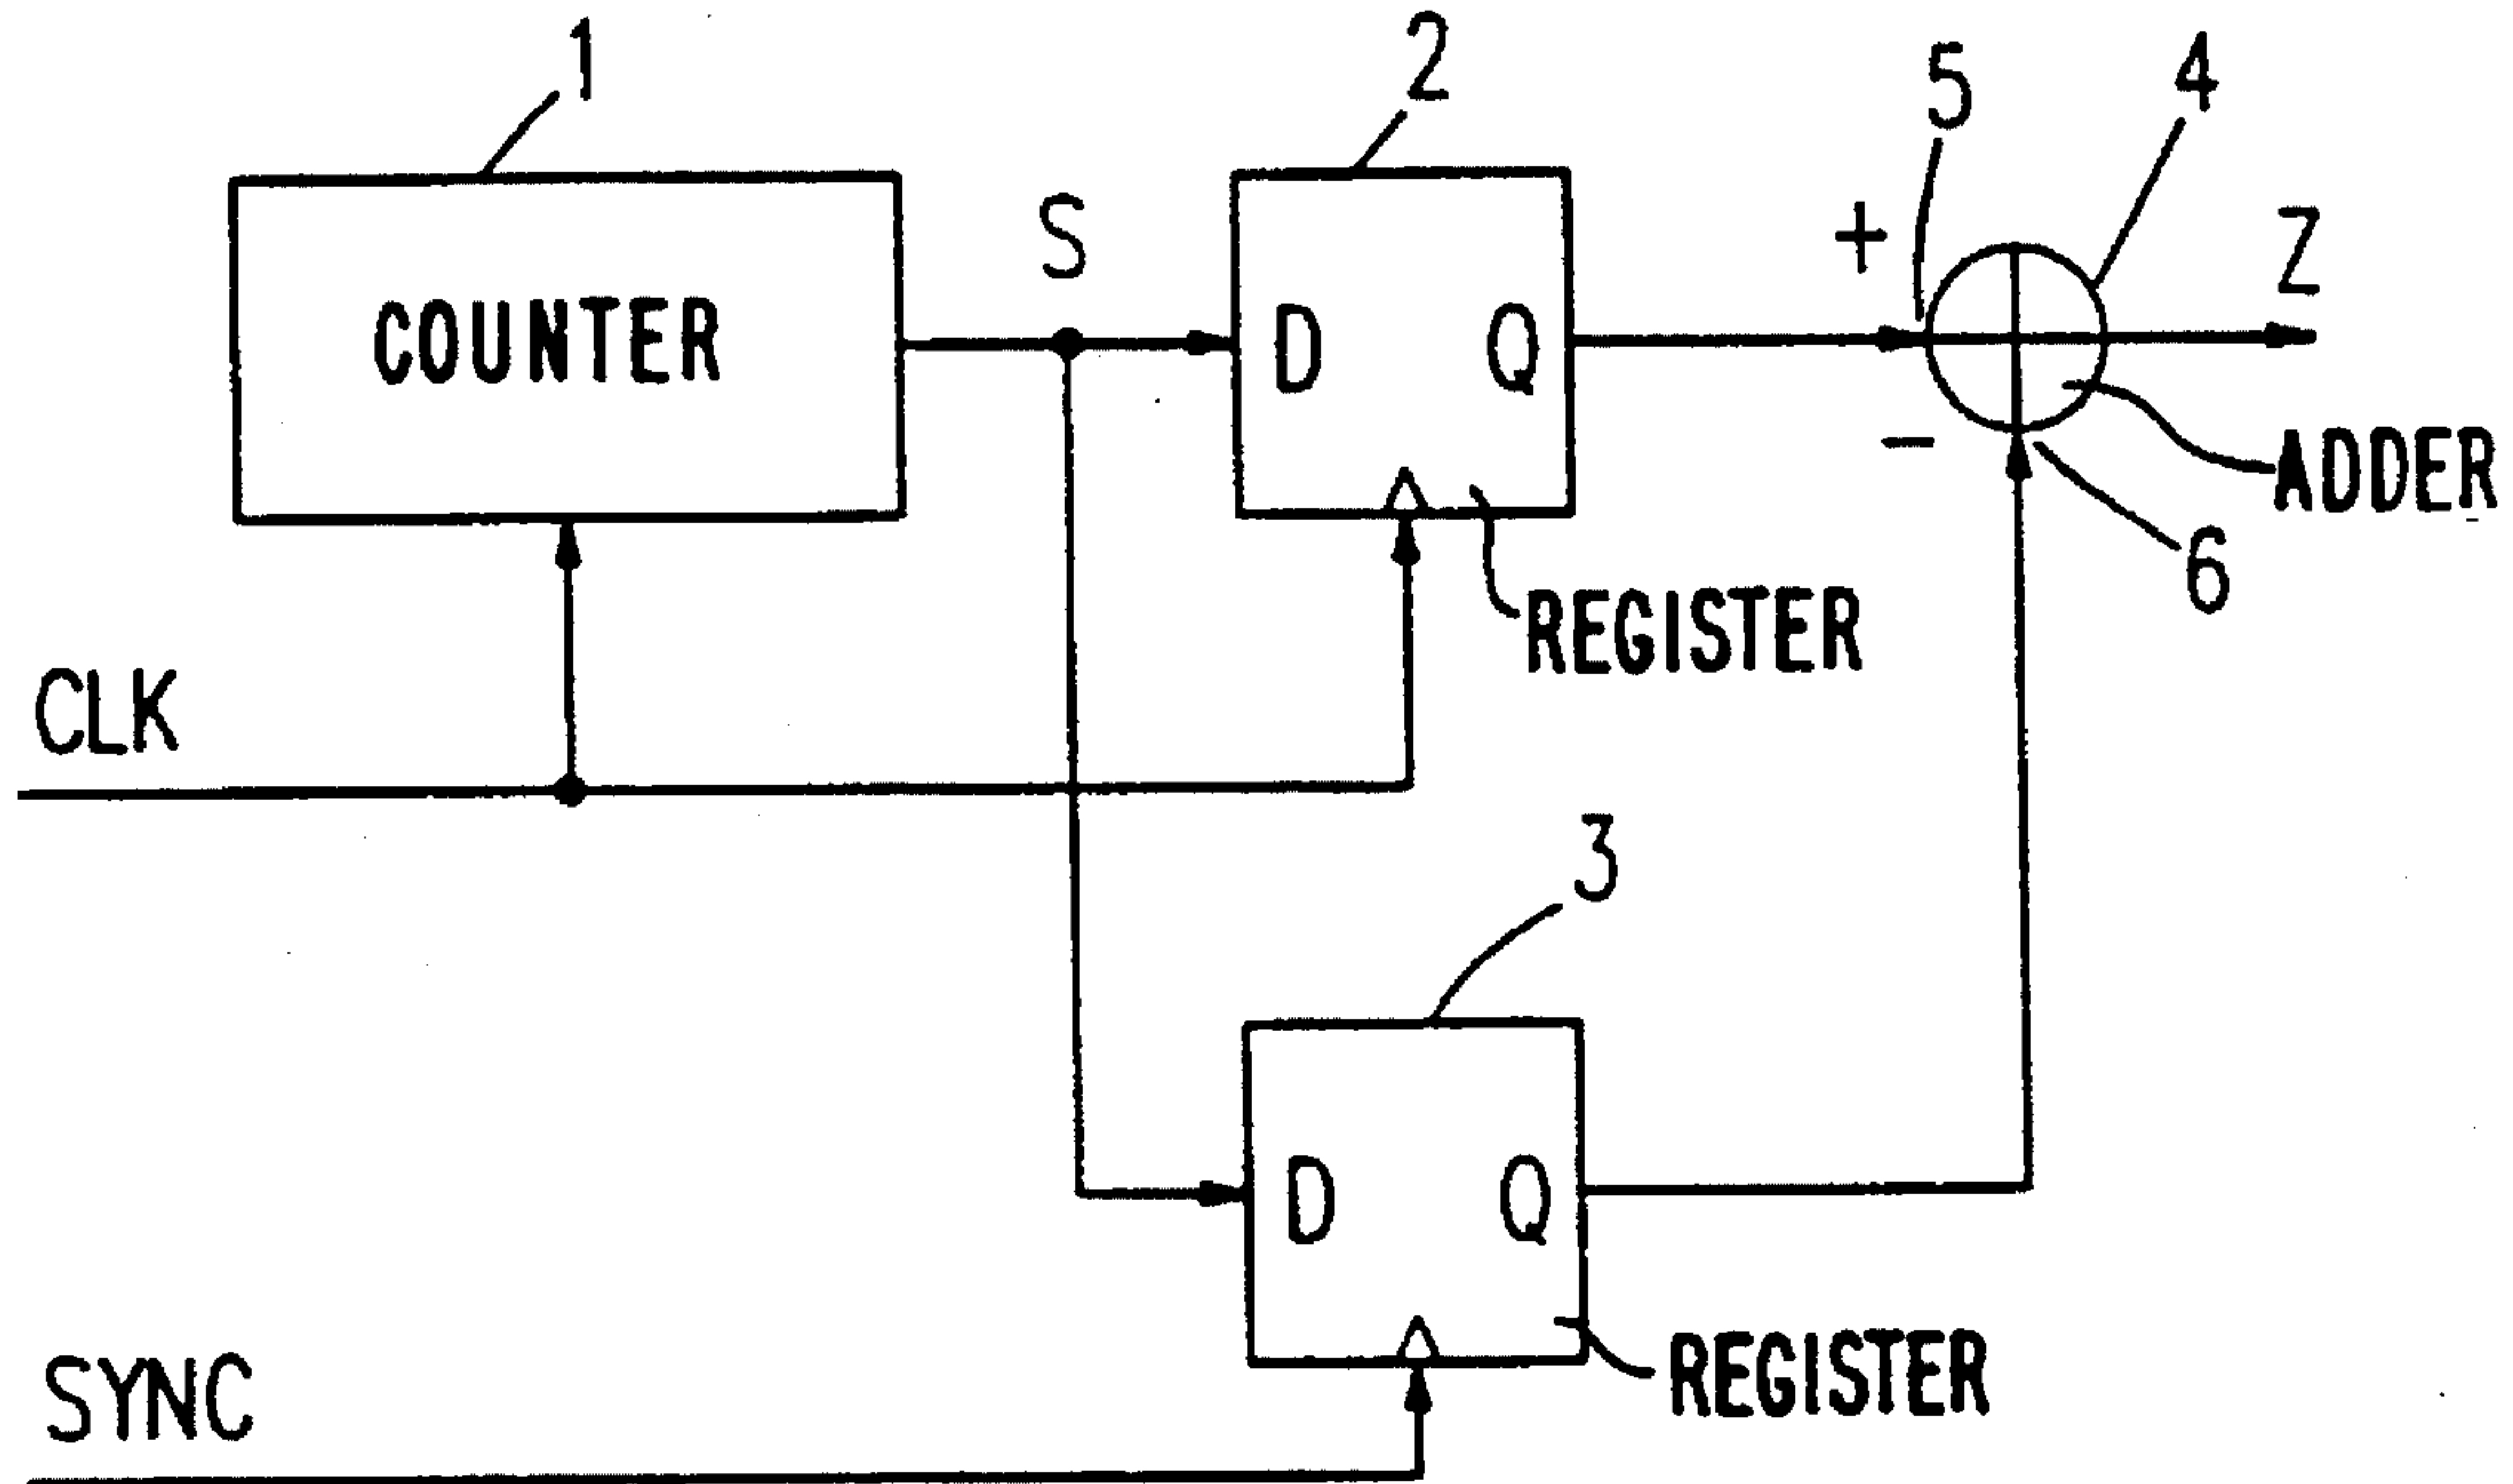 1
2
5
4
S
+
Z
COUNTER
D
Q
−
ADDER
6
REGISTER
CLK
3
D
Q
REGISTER
SYNC